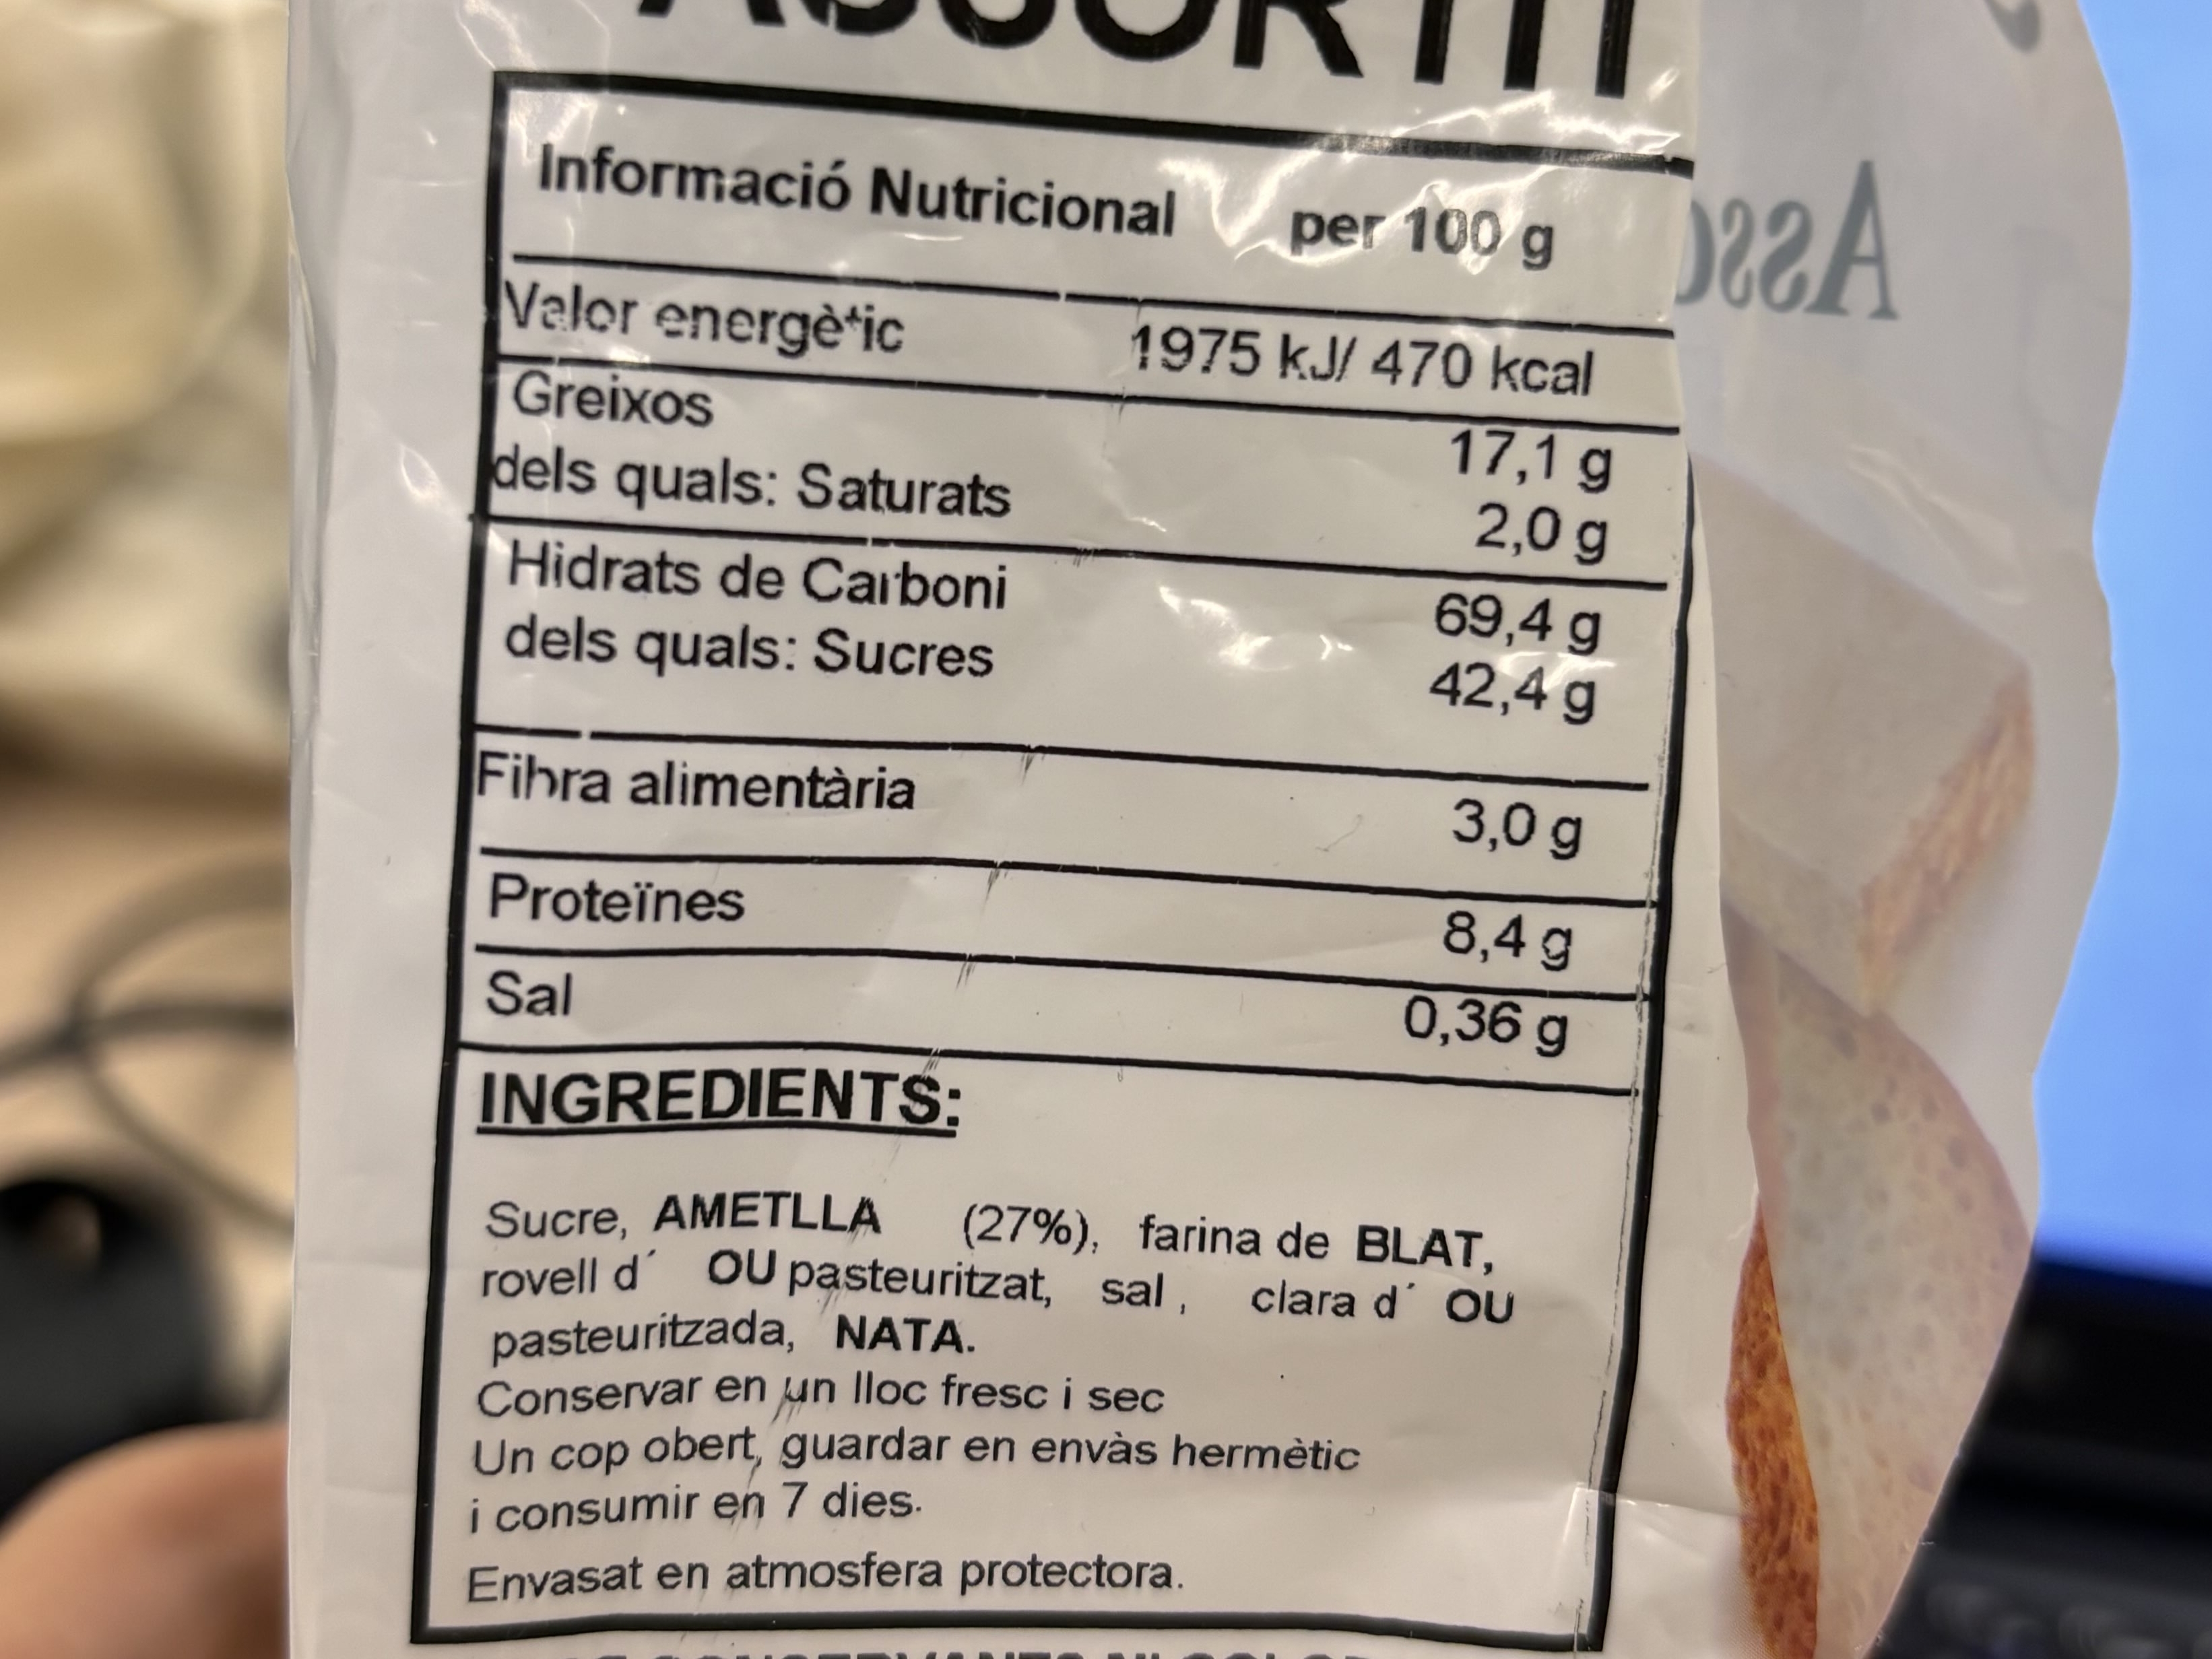 ASSORTIT
Informació Nutricional per 100 g
Valor energètic 1975 kJ/ 470 kcal
Greixos 17,1 g
dels quals: Saturats 2,0 g
Hidrats de Carboni 69,4 g
dels quals: Sucres 42,4 g
Fibra alimentària 3,0 g
Proteïnes 8,4 g
Sal 0,36 g
INGREDIENTS:
Sucre, AMETLLA (27%), farina de BLAT,
rovell d´ OU pasteuritzat, sal , clara d´ OU
pasteuritzada, NATA.
Conservar en un lloc fresc i sec
Un cop obert, guardar en envàs hermètic
i consumir en 7 dies.
Envasat en atmosfera protectora.